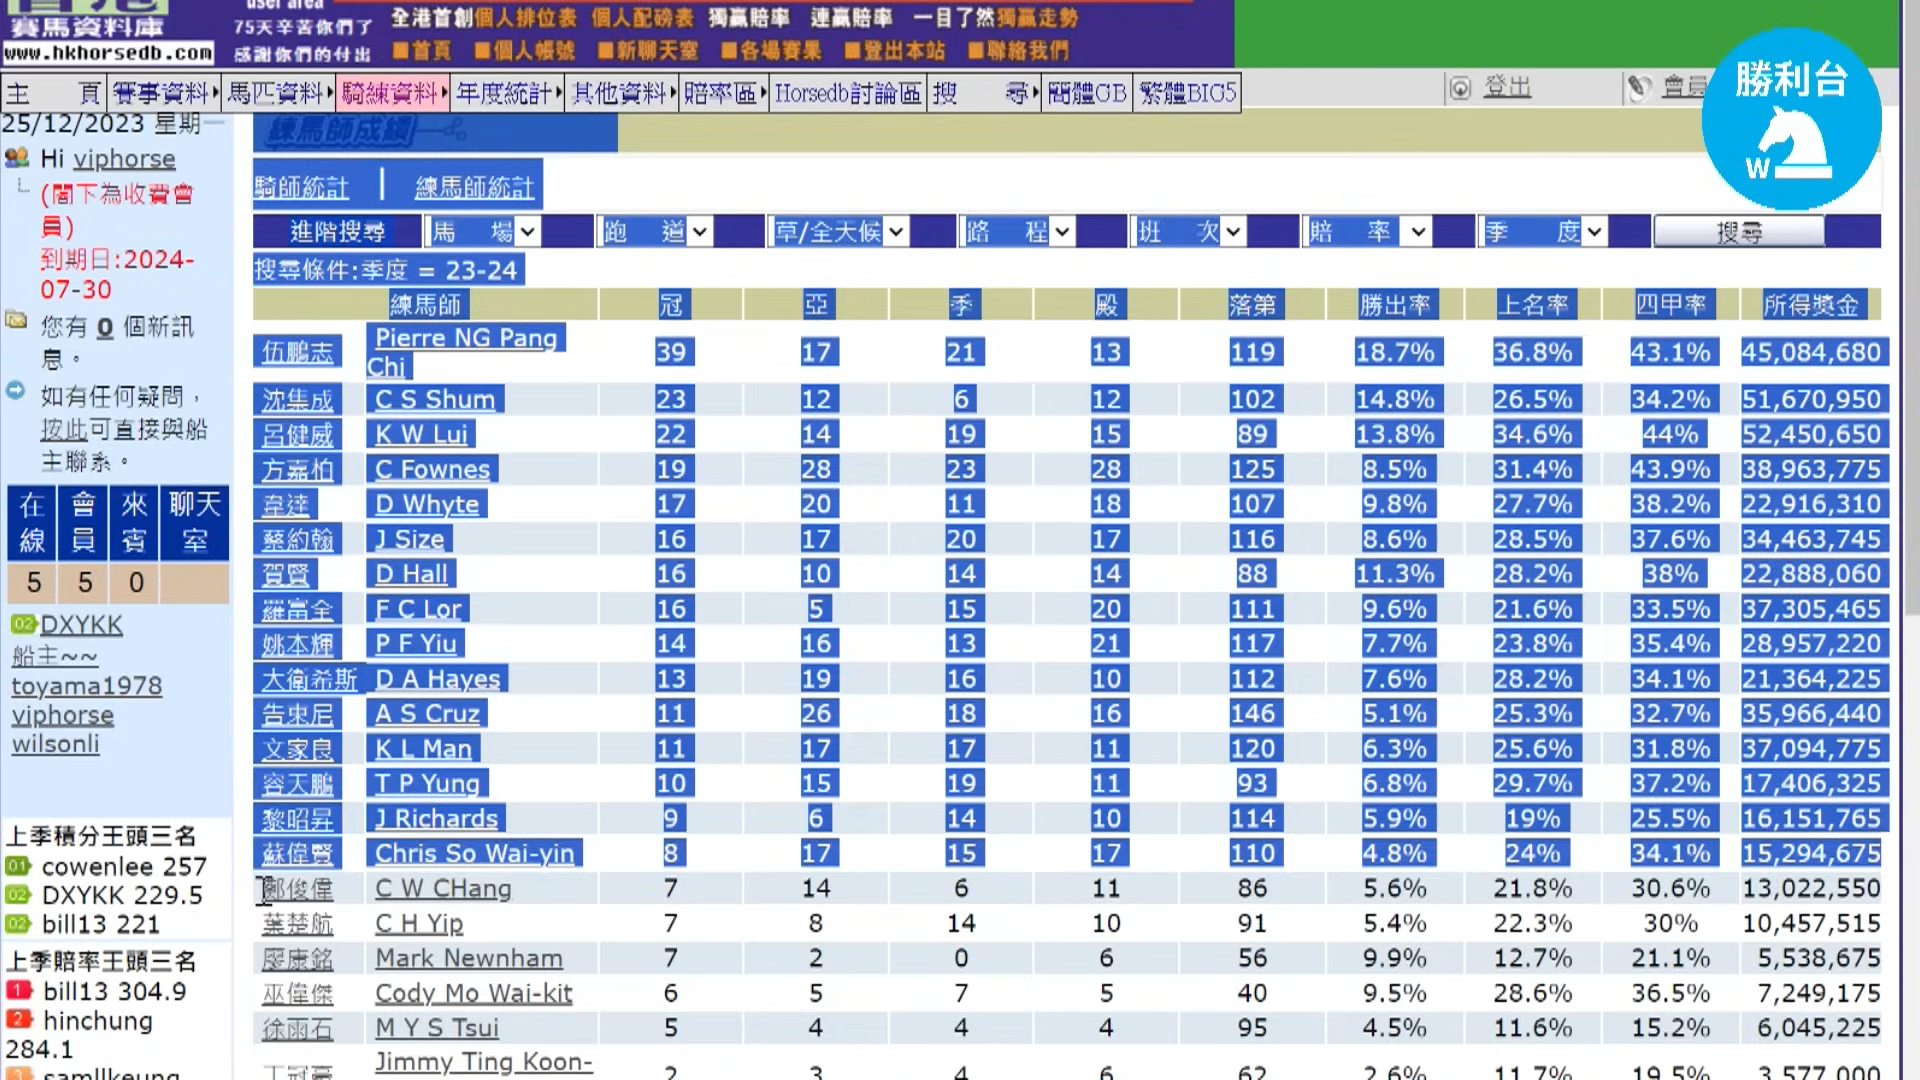 user area
賽馬資料庫
www.hkhorsedb.com
75天辛苦你們了
感謝你們的付出
全港首創個人排位表 個人配磅表 獨贏賠率 連贏賠率 一目了然獨贏走勢
■首頁 ■個人帳號 ■新聊天室 ■各場賽果 ■登出本站 ■聯絡我們
主 頁 賽事資料 馬匹資料 騎練資料 年度統計 其他資料 賠率區 Horsedb討論區 搜 尋 簡體GB 繁體BIG5
登出 會員
勝利台
W
25/12/2023 星期一
Hi viphorse
(閣下為收費會
員)
到期日:2024-
07-30
您有 0 個新訊
息。
如有任何疑問，
按此可直接與船
主聯系。
在線 會員 來賓 聊天室
5 5 0
02 DXYKK
船主~~
toyama1978
viphorse
wilsonli
上季積分王頭三名
01 cowenlee 257
02 DXYKK 229.5
02 bill13 221
上季賠率王頭三名
1 bill13 304.9
2 hinchung
284.1
3 samllkeung
練馬師成績
騎師統計 | 練馬師統計
進階搜尋 馬 場 跑 道 草/全天候 路 程 班 次 賠 率 季 度 搜尋
搜尋條件:季度 = 23-24
練馬師 冠 亞 季 殿 落第 勝出率 上名率 四甲率 所得獎金
伍鵬志 Pierre NG Pang Chi 39 17 21 13 119 18.7% 36.8% 43.1% 45,084,680
沈集成 C S Shum 23 12 6 12 102 14.8% 26.5% 34.2% 51,670,950
呂健威 K W Lui 22 14 19 15 89 13.8% 34.6% 44% 52,450,650
方嘉柏 C Fownes 19 28 23 28 125 8.5% 31.4% 43.9% 38,963,775
韋達 D Whyte 17 20 11 18 107 9.8% 27.7% 38.2% 22,916,310
蔡約翰 J Size 16 17 20 17 116 8.6% 28.5% 37.6% 34,463,745
賀賢 D Hall 16 10 14 14 88 11.3% 28.2% 38% 22,888,060
羅富全 F C Lor 16 5 15 20 111 9.6% 21.6% 33.5% 37,305,465
姚本輝 P F Yiu 14 16 13 21 117 7.7% 23.8% 35.4% 28,957,220
大衛希斯 D A Hayes 13 19 16 10 112 7.6% 28.2% 34.1% 21,364,225
告東尼 A S Cruz 11 26 18 16 146 5.1% 25.3% 32.7% 35,966,440
文家良 K L Man 11 17 17 11 120 6.3% 25.6% 31.8% 37,094,775
容天鵬 T P Yung 10 15 19 11 93 6.8% 29.7% 37.2% 17,406,325
黎昭昇 J Richards 9 6 14 10 114 5.9% 19% 25.5% 16,151,765
蘇偉賢 Chris So Wai-yin 8 17 15 17 110 4.8% 24% 34.1% 15,294,675
鄭俊偉 C W CHang 7 14 6 11 86 5.6% 21.8% 30.6% 13,022,550
葉楚航 C H Yip 7 8 14 10 91 5.4% 22.3% 30% 10,457,515
廖康銘 Mark Newnham 7 2 0 6 56 9.9% 12.7% 21.1% 5,538,675
巫偉傑 Cody Mo Wai-kit 6 5 7 5 40 9.5% 28.6% 36.5% 7,249,175
徐雨石 M Y S Tsui 5 4 4 4 95 4.5% 11.6% 15.2% 6,045,225
丁冠豪 Jimmy Ting Koon- 2 3 4 6 62 2.6% 11.7% 19.5% 3,577,000